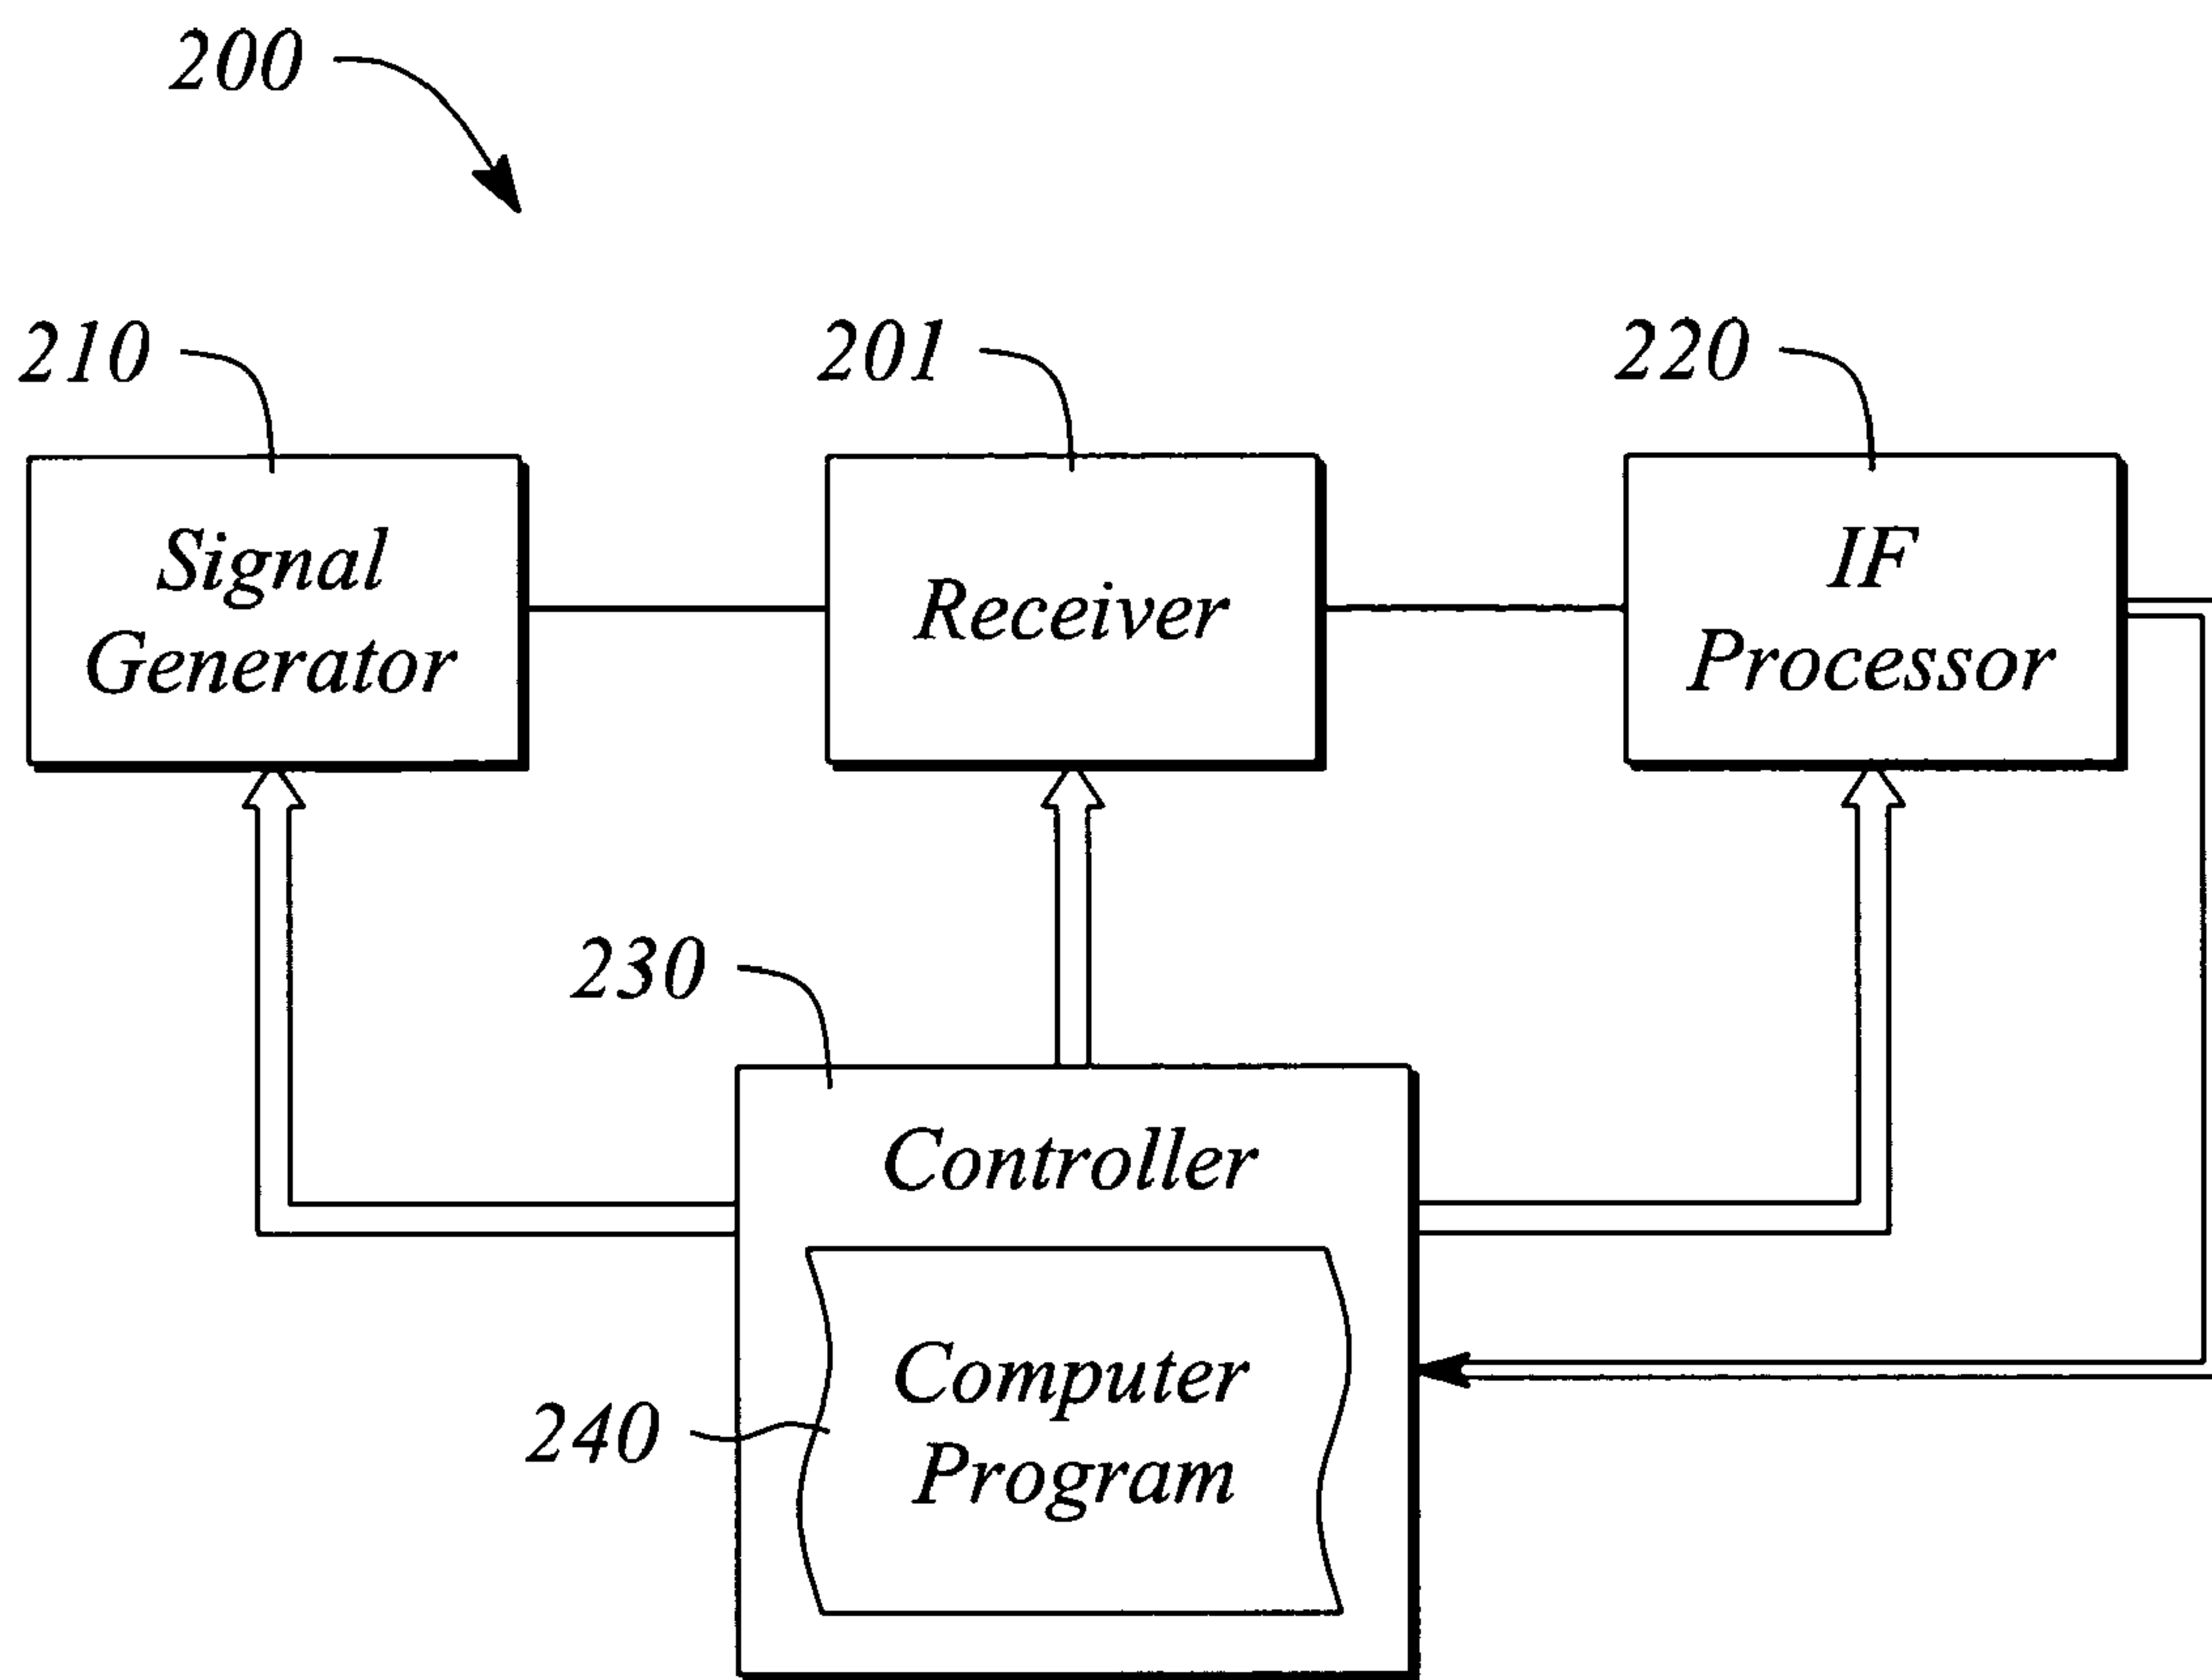 200
210
201
220
Signal
Generator
Receiver
IF
Processor
230
Controller
Computer
Program
240